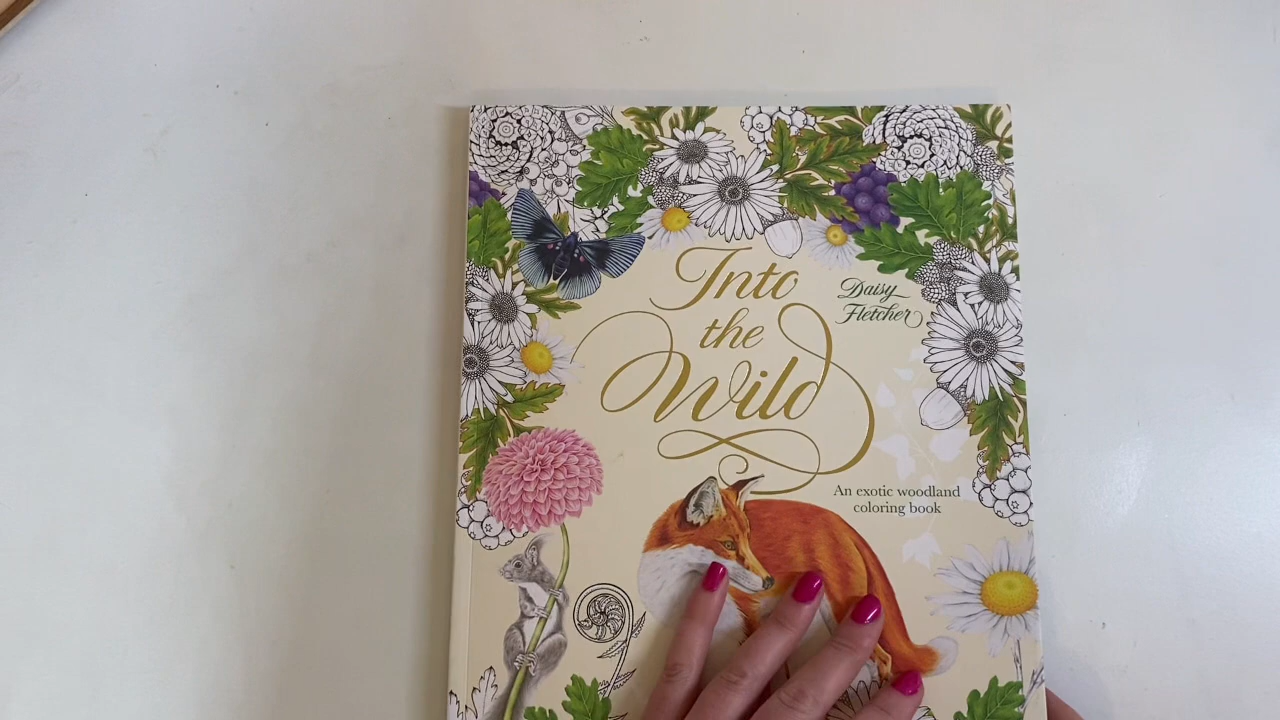 Into
the
Wild
Daisy
Fletcher
An exotic woodland
coloring book